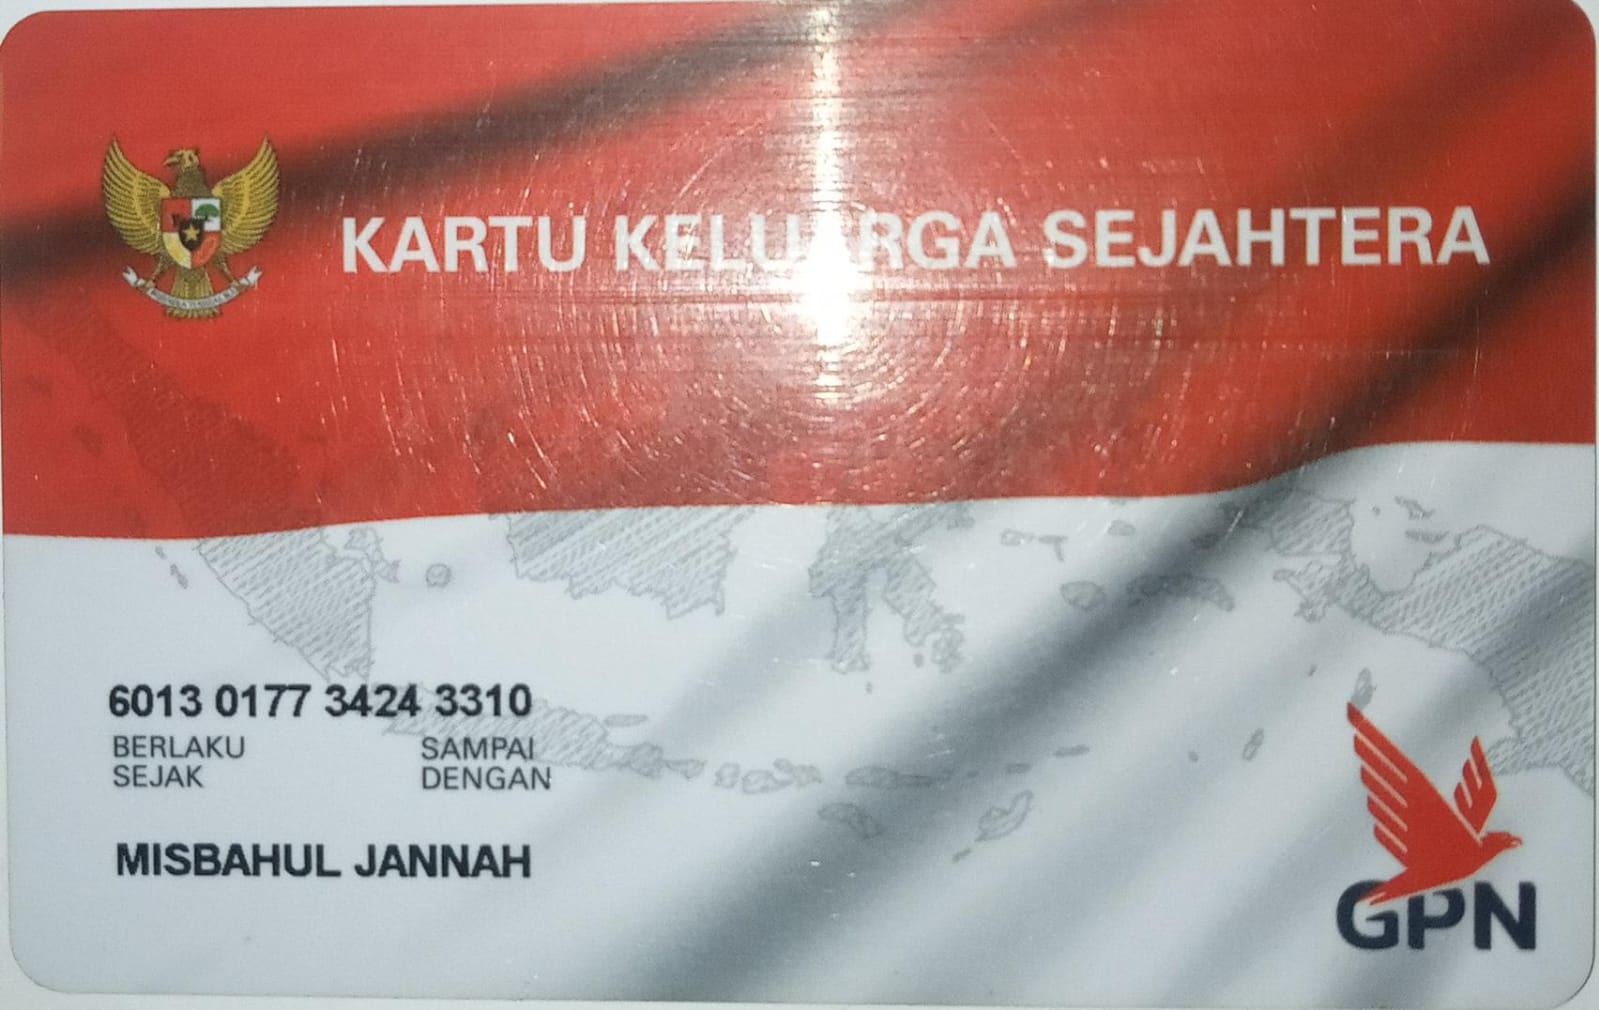 KARTU KELUARGA SEJAHTERA
6013 0177 3424 3310
BERLAKU SEJAK
SAMPAI DENGAN
MISBAHUL JANNAH
GPN